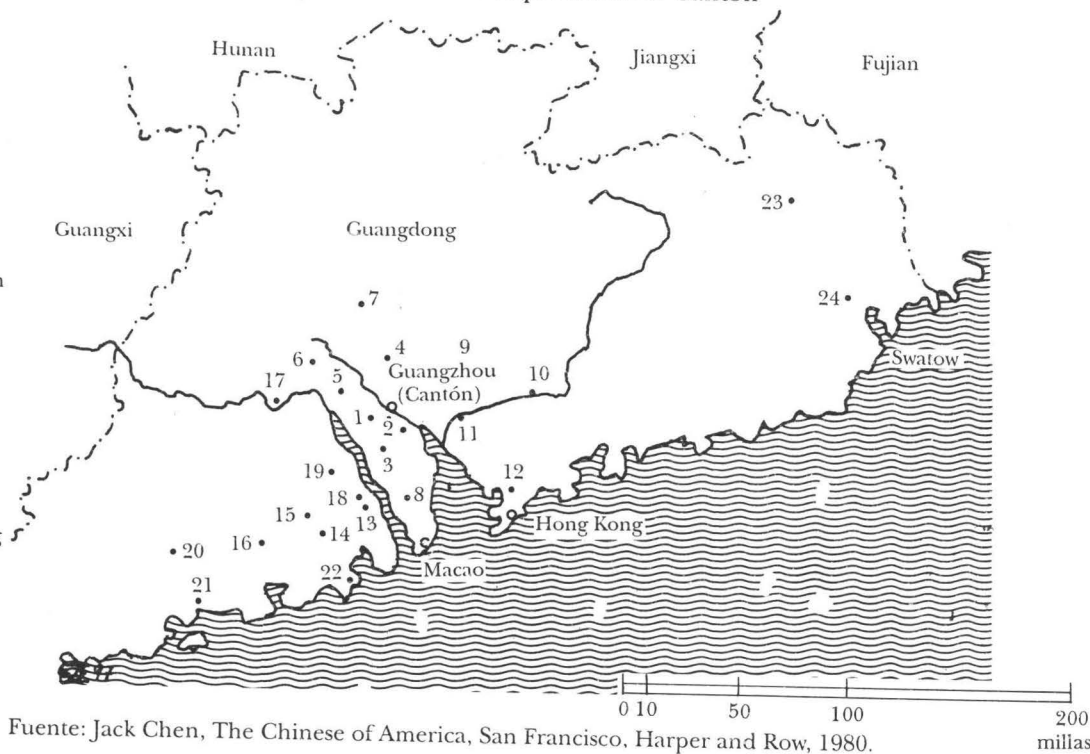 Hunan
Jiangxi
Fujian
23
Guangxi
Guangdong
7
24
4
9
6
Guangzhou
(Cantón)
Swatow
5
10
17
1
2
11
3
19
12
18
8
15
13
Hong Kong
14
16
20
Macao
22
21
0 10 50 100 200
millas
Fuente: Jack Chen, The Chinese of America, San Francisco, Harper and Row, 1980.